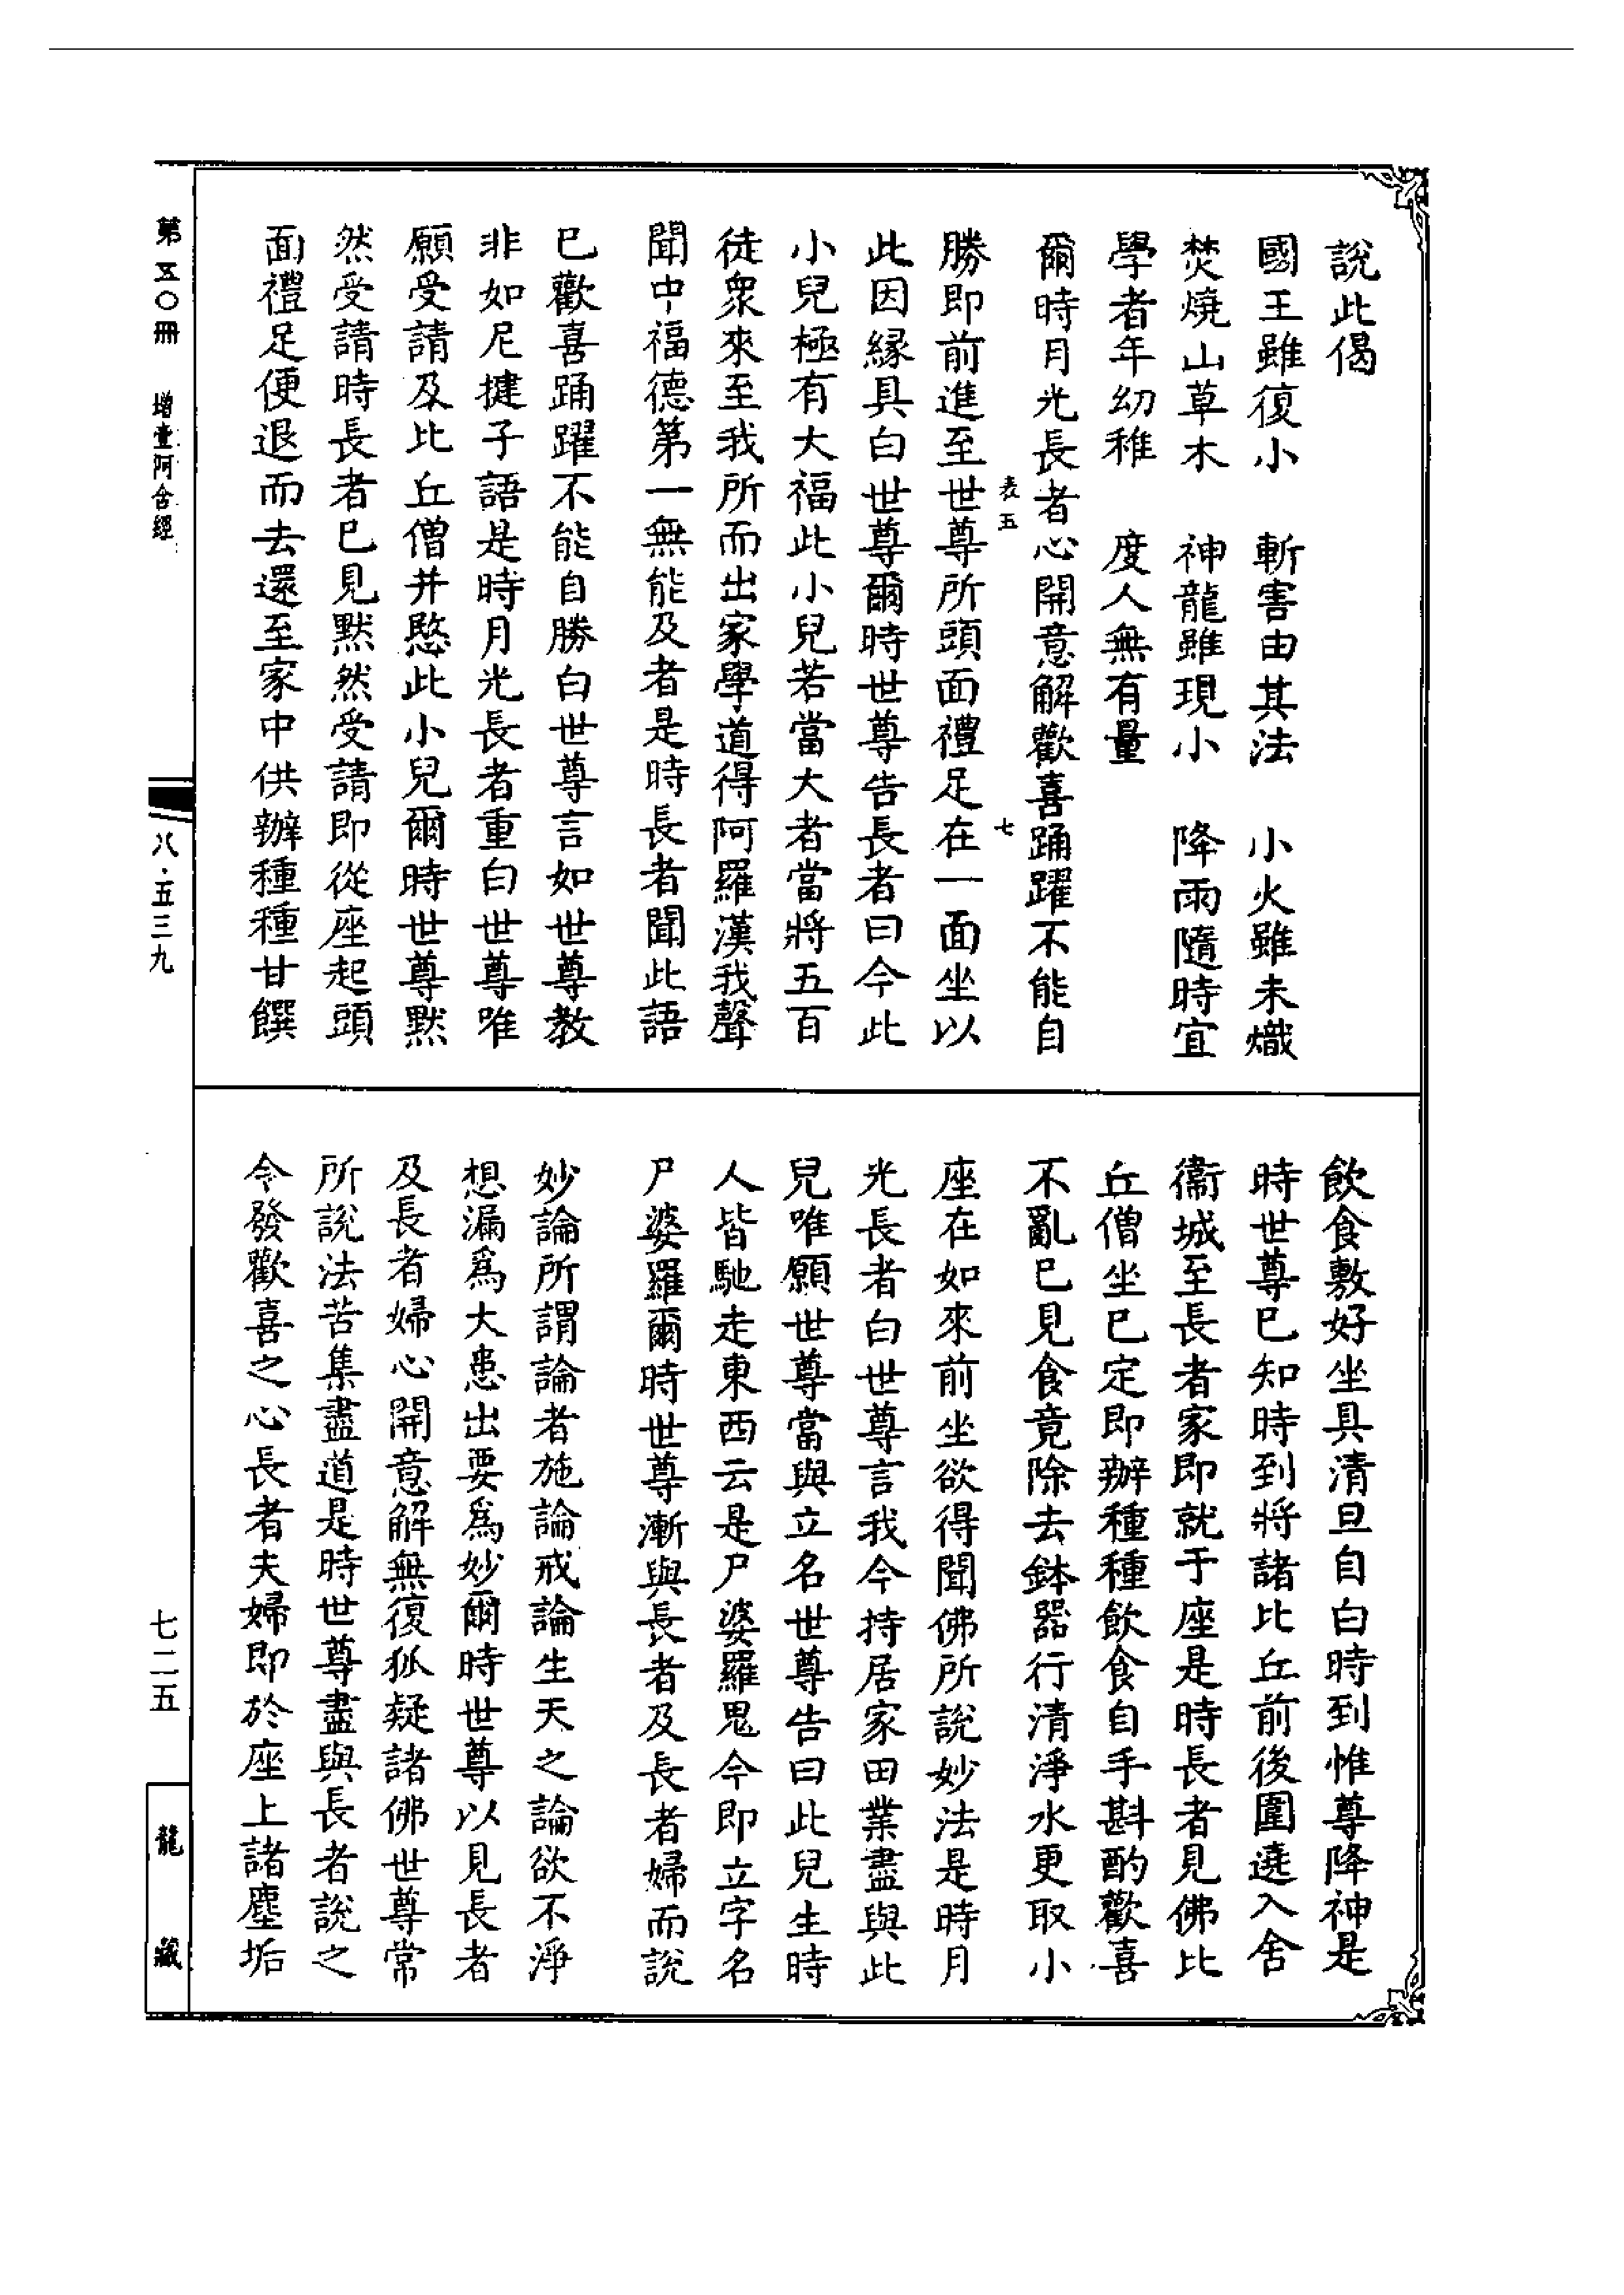 說此偈
國王雖復小　斬害由其法　小火雖未熾
焚燒山草木　神龍雖現小　降雨隨時宜
學者年幼稚　度人無有量
爾時月光長者心開意解歡喜踊躍不能自
表五　七
勝即前進至世尊所頭面禮足在一面坐以
此因緣具白世尊爾時世尊告長者曰今此
小兒極有大福此小兒若當大者當將五百
徒衆來至我所而出家學道得阿羅漢我聲
聞中福德第一無能及者是時長者聞此語
已歡喜踊躍不能自勝白世尊言如世尊教
非如尼揵子語是時月光長者重白世尊唯
願受請及比丘僧并愍此小兒爾時世尊默
然受請時長者已見默然受請即從座起頭
面禮足便退而去還至家中供辦種種甘饌
飲食敷好坐具清旦自白時到惟尊降神是
時世尊已知時到將諸比丘前後圍遶入舍
衞城至長者家即就于座是時長者見佛比
丘僧坐已定即辦種種飲食自手斟酌歡喜
不亂已見食竟除去鉢器行清淨水更取小
座在如來前坐欲得聞佛所說妙法是時月
光長者白世尊言我今持居家田業盡與此
兒唯願世尊當與立名世尊告曰此兒生時
人皆馳走東西云是尸婆羅鬼今即立字名
尸婆羅爾時世尊漸與長者及長者婦而說
妙論所謂論者施論戒論生天之論欲不淨
想漏爲大患出要爲妙爾時世尊以見長者
及長者婦心開意解無復狐疑諸佛世尊常
所說法苦集盡道是時世尊盡與長者說之
令發歡喜之心長者夫婦即於座上諸塵垢
第五〇冊　增壹阿含經
八·五三九
七二五
龍藏